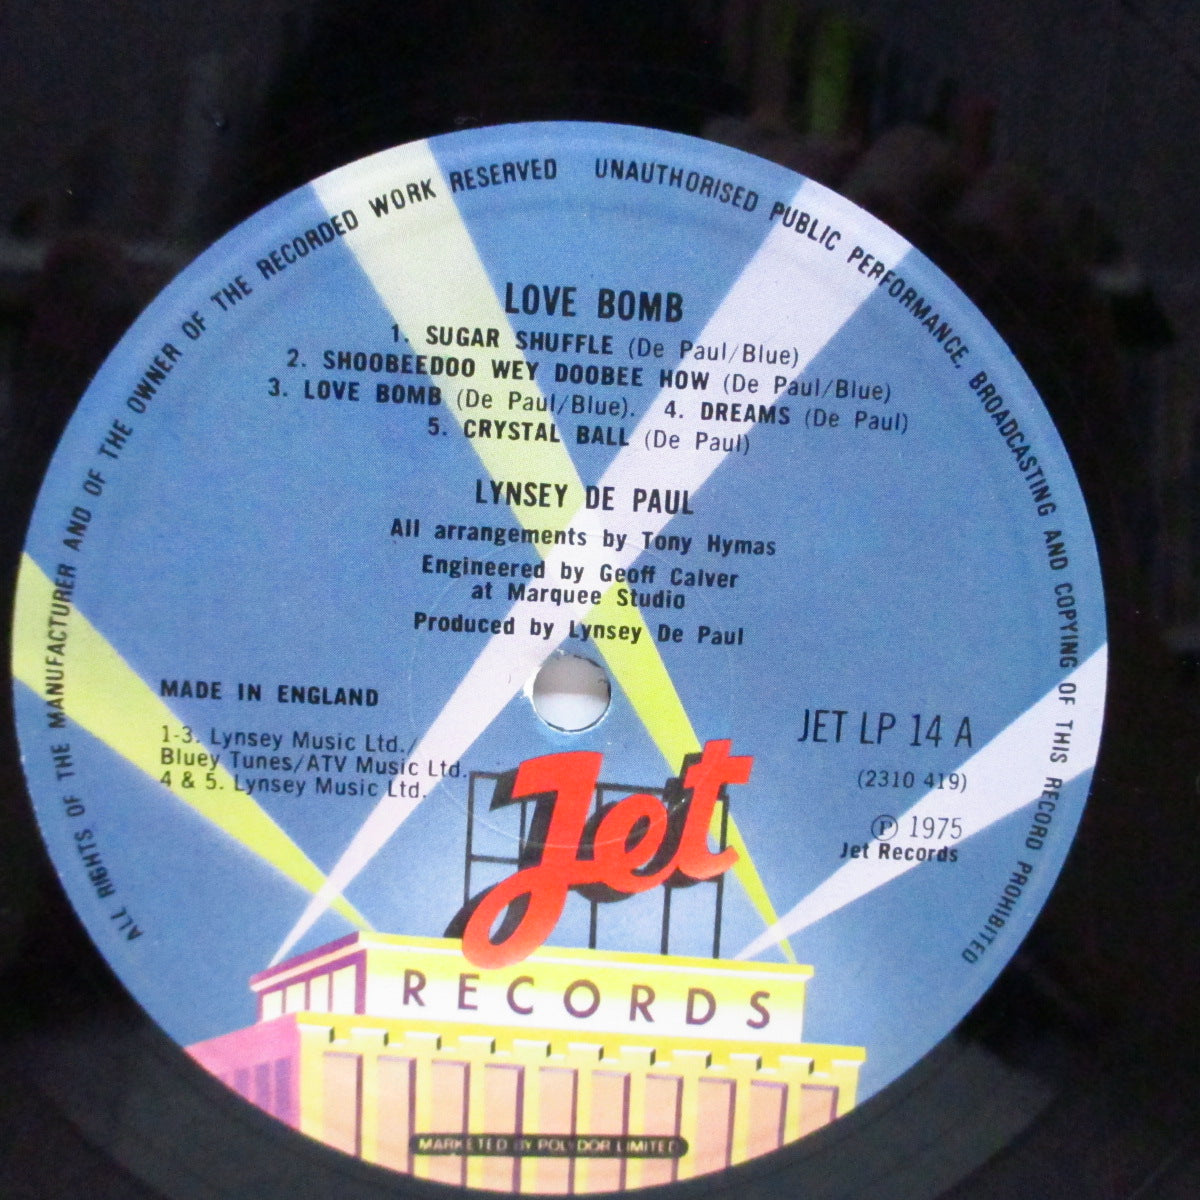 ALL RIGHTS OF THE MANUFACTURER AND OF THE OWNER OF THE RECORDED WORK RESERVED UNAUTHORISED PUBLIC PERFORMANCE, BROADCASTING AND COPYING OF THIS RECORD PROHIBITED
LOVE BOMB
1. SUGAR SHUFFLE (De Paul/Blue)
2. SHOOBEEDOO WEY DOOBEE HOW (De Paul/Blue)
3. LOVE BOMB (De Paul/Blue). 4. DREAMS (De Paul)
5. CRYSTAL BALL (De Paul)
LYNSEY DE PAUL
All arrangements by Tony Hymas
Engineered by Geoff Calver
at Marquee Studio
Produced by Lynsey De Paul
MADE IN ENGLAND
1-3. Lynsey Music Ltd./
Bluey Tunes/ATV Music Ltd.
4 & 5. Lynsey Music Ltd.
JET LP 14 A
(2310 419)
℗ 1975
Jet Records
Jet
RECORDS
MARKETED BY POLYDOR LIMITED